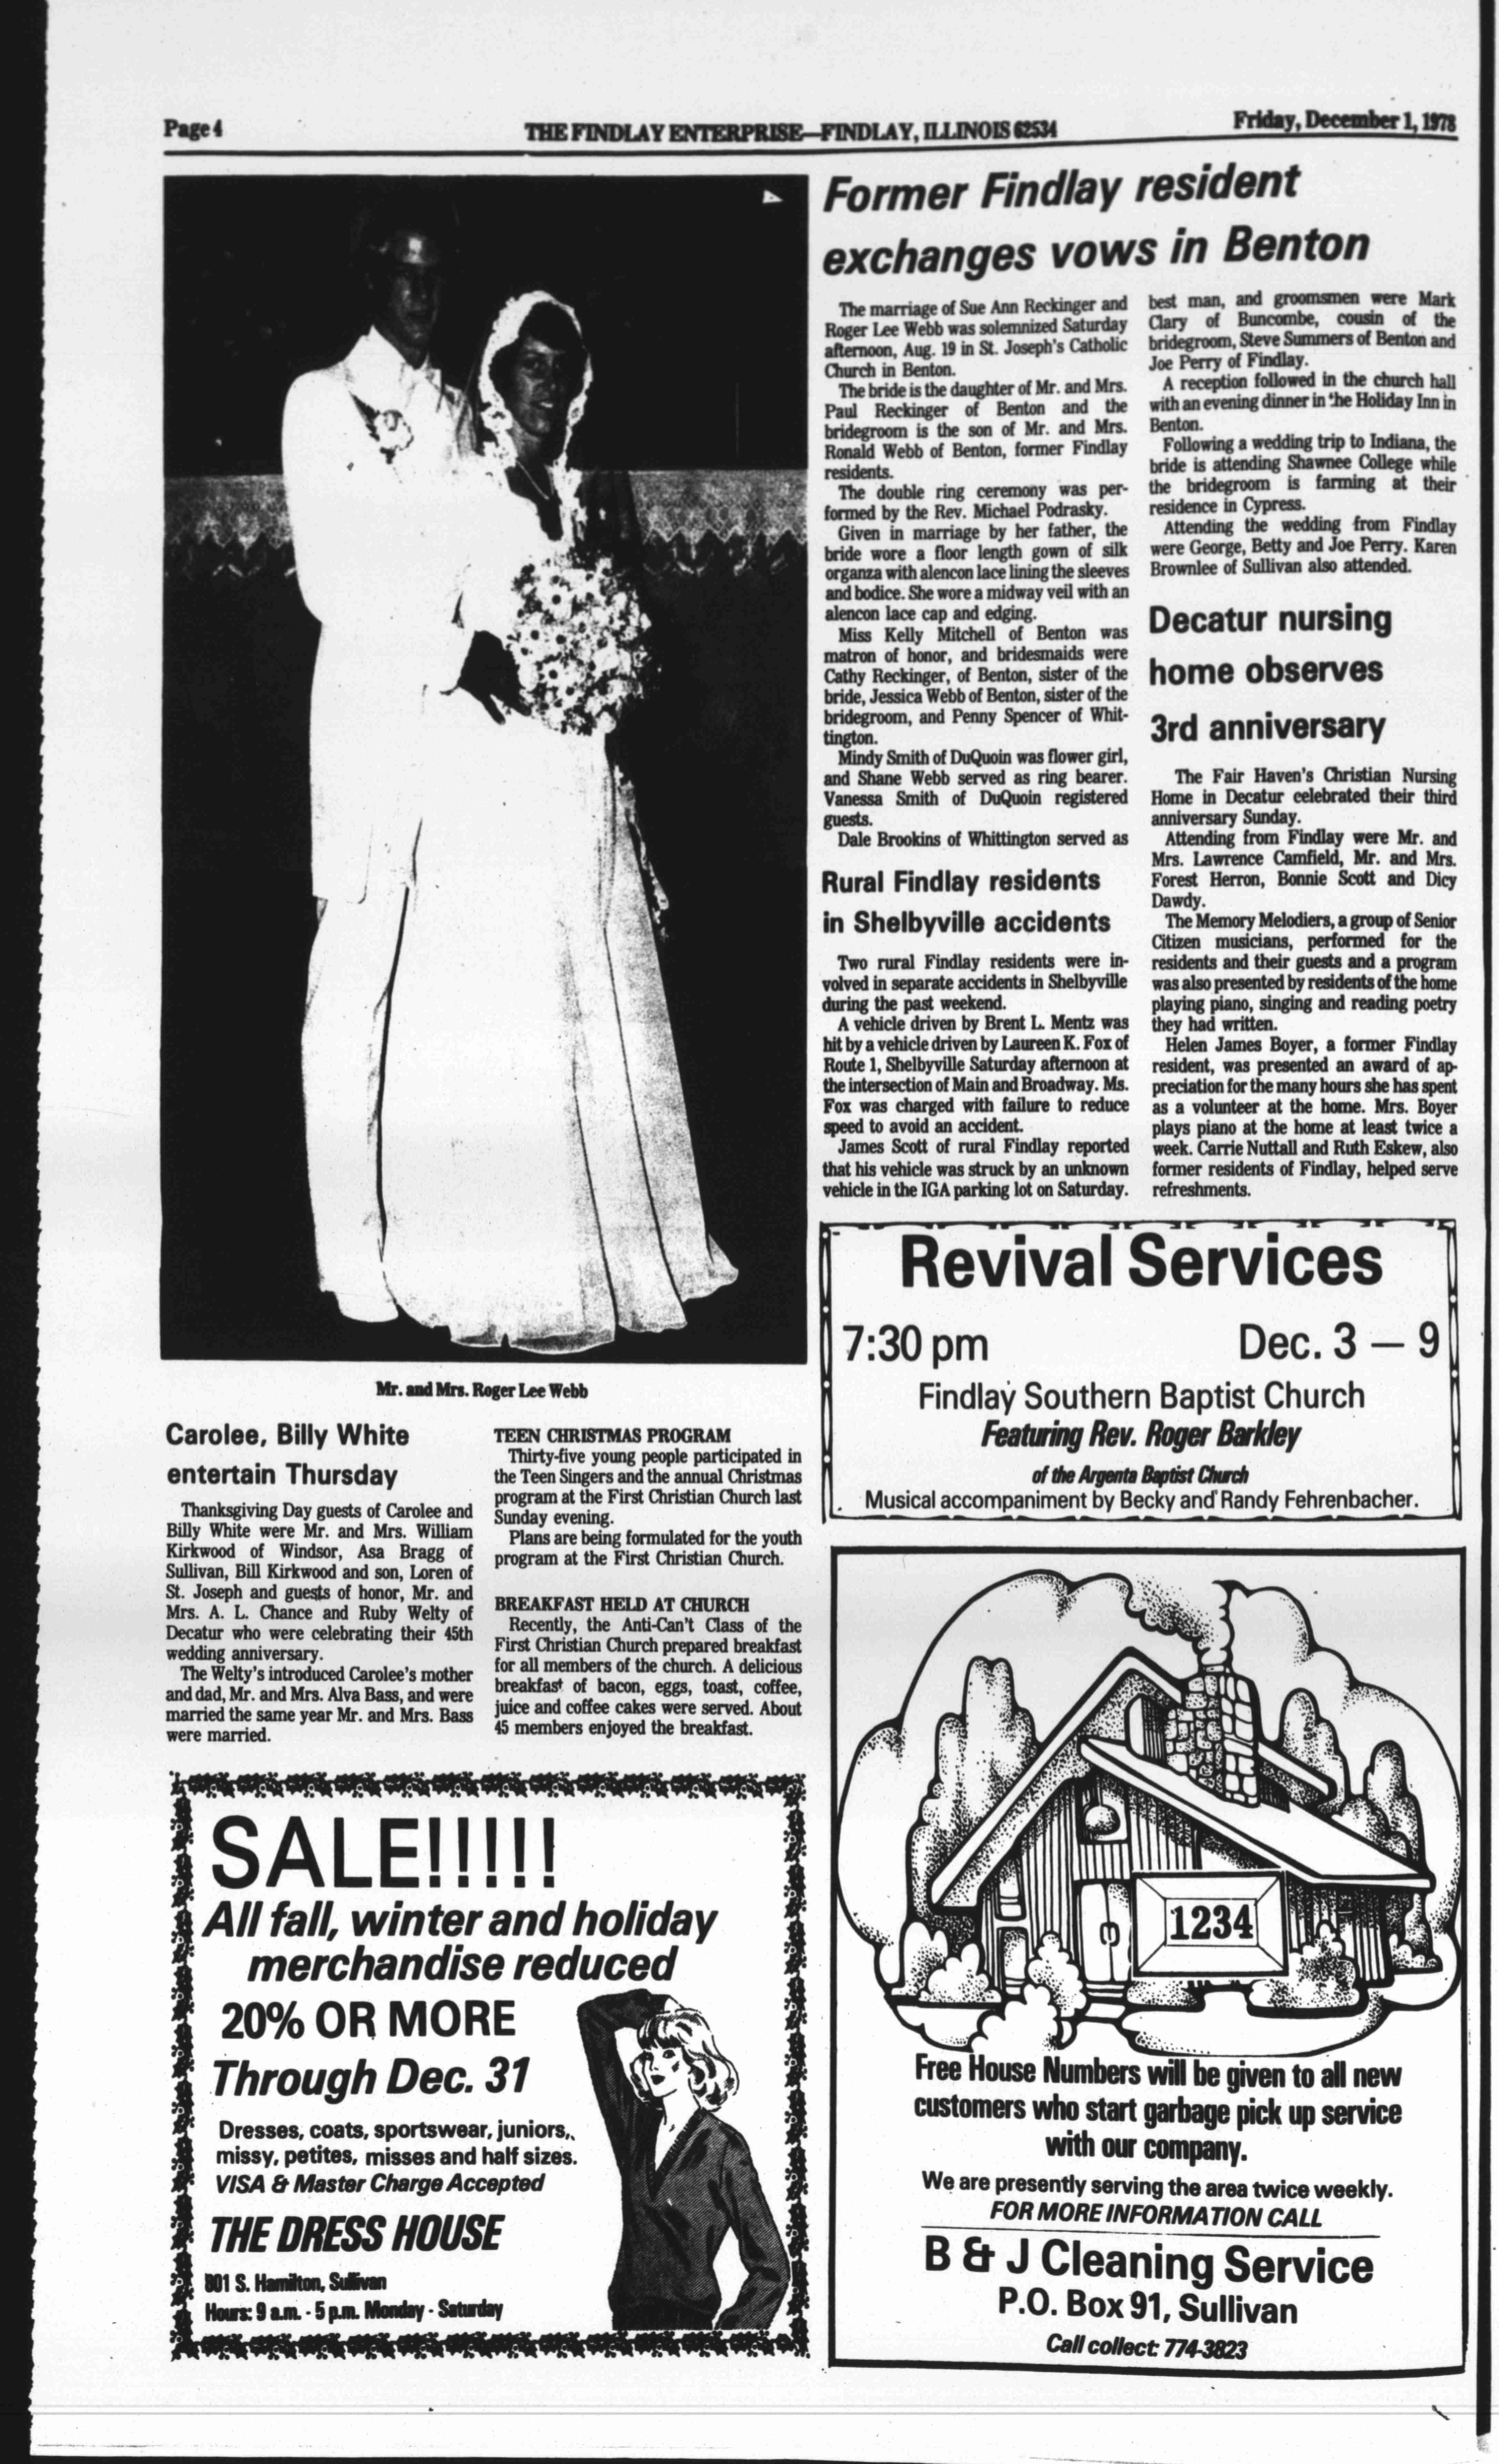 Page 4
THE FINDLAY ENTERPRISE—FINDLAY, ILLINOIS 62534
Friday, December 1, 1978
Former Findlay resident
exchanges vows in Benton
The marriage of Sue Ann Reckinger and
Roger Lee Webb was solemnized Saturday
afternoon, Aug. 19 in St. Joseph's Catholic
Church in Benton.
The bride is the daughter of Mr. and Mrs.
Paul Reckinger of Benton and the
bridegroom is the son of Mr. and Mrs.
Ronald Webb of Benton, former Findlay
residents.
The double ring ceremony was per-
formed by the Rev. Michael Podrasky.
Given in marriage by her father, the
bride wore a floor length gown of silk
organza with alencon lace lining the sleeves
and bodice. She wore a midway veil with an
alencon lace cap and edging.
Miss Kelly Mitchell of Benton was
matron of honor, and bridesmaids were
Cathy Reckinger, of Benton, sister of the
bride, Jessica Webb of Benton, sister of the
bridegroom, and Penny Spencer of Whit-
tington.
Mindy Smith of DuQuoin was flower girl,
and Shane Webb served as ring bearer.
Vanessa Smith of DuQuoin registered
guests.
Dale Brookins of Whittington served as
best man, and groomsmen were Mark
Clary of Buncombe, cousin of the
bridegroom, Steve Summers of Benton and
Joe Perry of Findlay.
A reception followed in the church hall
with an evening dinner in the Holiday Inn in
Benton.
Following a wedding trip to Indiana, the
bride is attending Shawnee College while
the bridegroom is farming at their
residence in Cypress.
Attending the wedding from Findlay
were George, Betty and Joe Perry. Karen
Brownlee of Sullivan also attended.
Rural Findlay residents
in Shelbyville accidents
Two rural Findlay residents were in-
volved in separate accidents in Shelbyville
during the past weekend.
A vehicle driven by Brent L. Mentz was
hit by a vehicle driven by Laureen K. Fox of
Route 1, Shelbyville Saturday afternoon at
the intersection of Main and Broadway. Ms.
Fox was charged with failure to reduce
speed to avoid an accident.
James Scott of rural Findlay reported
that his vehicle was struck by an unknown
vehicle in the IGA parking lot on Saturday.
Decatur nursing
home observes
3rd anniversary
The Fair Haven's Christian Nursing
Home in Decatur celebrated their third
anniversary Sunday.
Attending from Findlay were Mr. and
Mrs. Lawrence Camfield, Mr. and Mrs.
Forest Herron, Bonnie Scott and Dicy
Dawdy.
The Memory Melodiers, a group of Senior
Citizen musicians, performed for the
residents and their guests and a program
was also presented by residents of the home
playing piano, singing and reading poetry
they had written.
Helen James Boyer, a former Findlay
resident, was presented an award of ap-
preciation for the many hours she has spent
as a volunteer at the home. Mrs. Boyer
plays piano at the home at least twice a
week. Carrie Nuttall and Ruth Eskew, also
former residents of Findlay, helped serve
refreshments.
Mr. and Mrs. Roger Lee Webb
Carolee, Billy White
entertain Thursday
Thanksgiving Day guests of Carolee and
Billy White were Mr. and Mrs. William
Kirkwood of Windsor, Asa Bragg of
Sullivan, Bill Kirkwood and son, Loren of
St. Joseph and guests of honor, Mr. and
Mrs. A. L. Chance and Ruby Welty of
Decatur who were celebrating their 45th
wedding anniversary.
The Welty's introduced Carolee's mother
and dad, Mr. and Mrs. Alva Bass, and were
married the same year Mr. and Mrs. Bass
were married.
TEEN CHRISTMAS PROGRAM
Thirty-five young people participated in
the Teen Singers and the annual Christmas
program at the First Christian Church last
Sunday evening.
Plans are being formulated for the youth
program at the First Christian Church.
BREAKFAST HELD AT CHURCH
Recently, the Anti-Can't Class of the
First Christian Church prepared breakfast
for all members of the church. A delicious
breakfast of bacon, eggs, toast, coffee,
juice and coffee cakes were served. About
45 members enjoyed the breakfast.
Revival Services
7:30 pm Dec. 3 — 9
Findlay Southern Baptist Church
Featuring Rev. Roger Barkley
of the Argenta Baptist Church
Musical accompaniment by Becky and Randy Fehrenbacher.
SALE!!!!!
All fall, winter and holiday
merchandise reduced
20% OR MORE
Through Dec. 31
Dresses, coats, sportswear, juniors,
missy, petites, misses and half sizes.
VISA & Master Charge Accepted
THE DRESS HOUSE
801 S. Hamilton, Sullivan
Hours: 9 a.m. - 5 p.m. Monday - Saturday
1234
Free House Numbers will be given to all new
customers who start garbage pick up service
with our company.
We are presently serving the area twice weekly.
FOR MORE INFORMATION CALL
B & J Cleaning Service
P.O. Box 91, Sullivan
Call collect: 774-3823